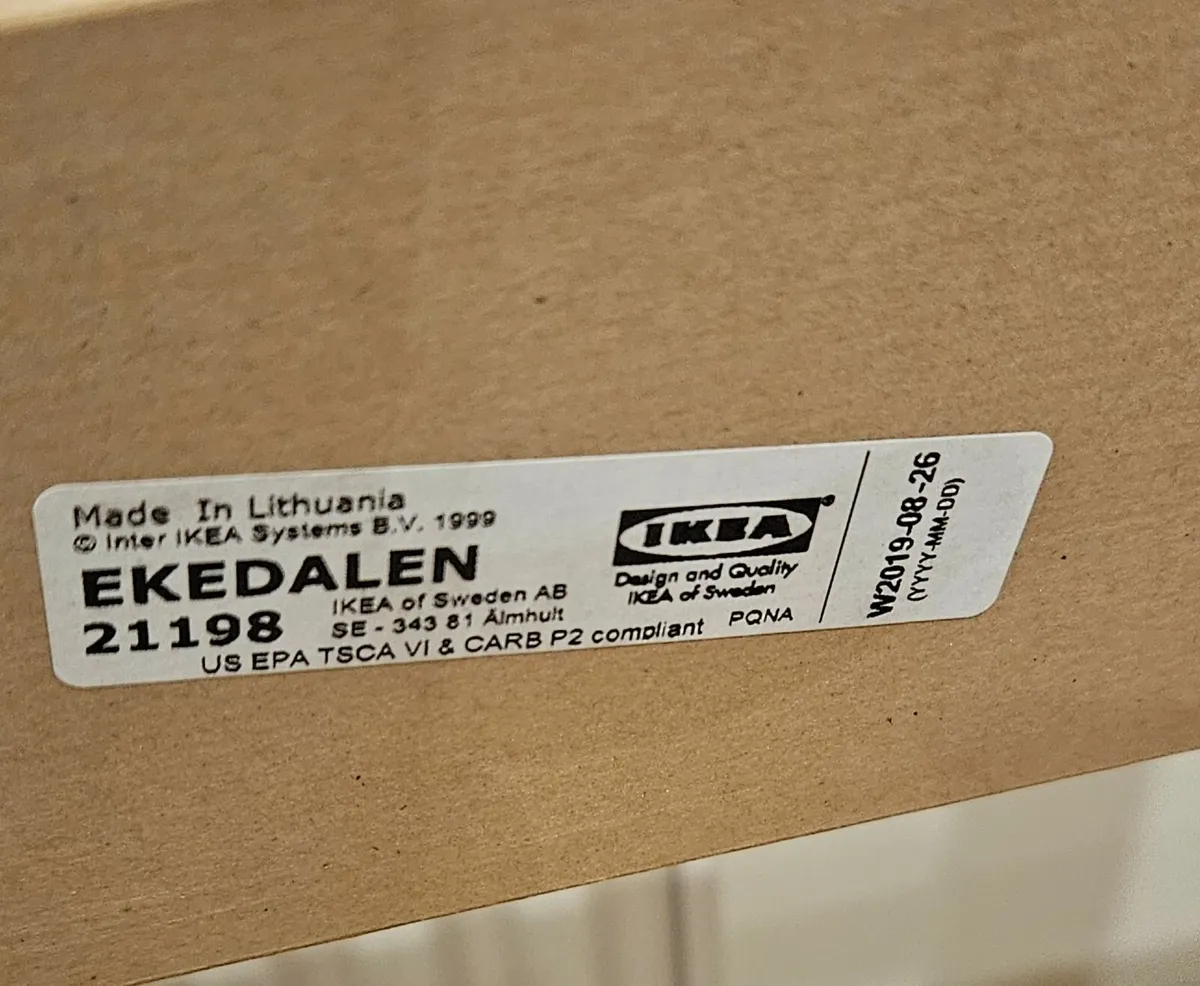 Made In Lithuania
© Inter IKEA Systems B.V. 1999
EKEDALEN
21198
IKEA of Sweden AB
SE - 343 81 Älmhult
US EPA TSCA VI & CARB P2 compliant
IKEA®
Design and Quality
IKEA of Sweden
PQNA
W2019-08-26
(YYYY-MM-DD)